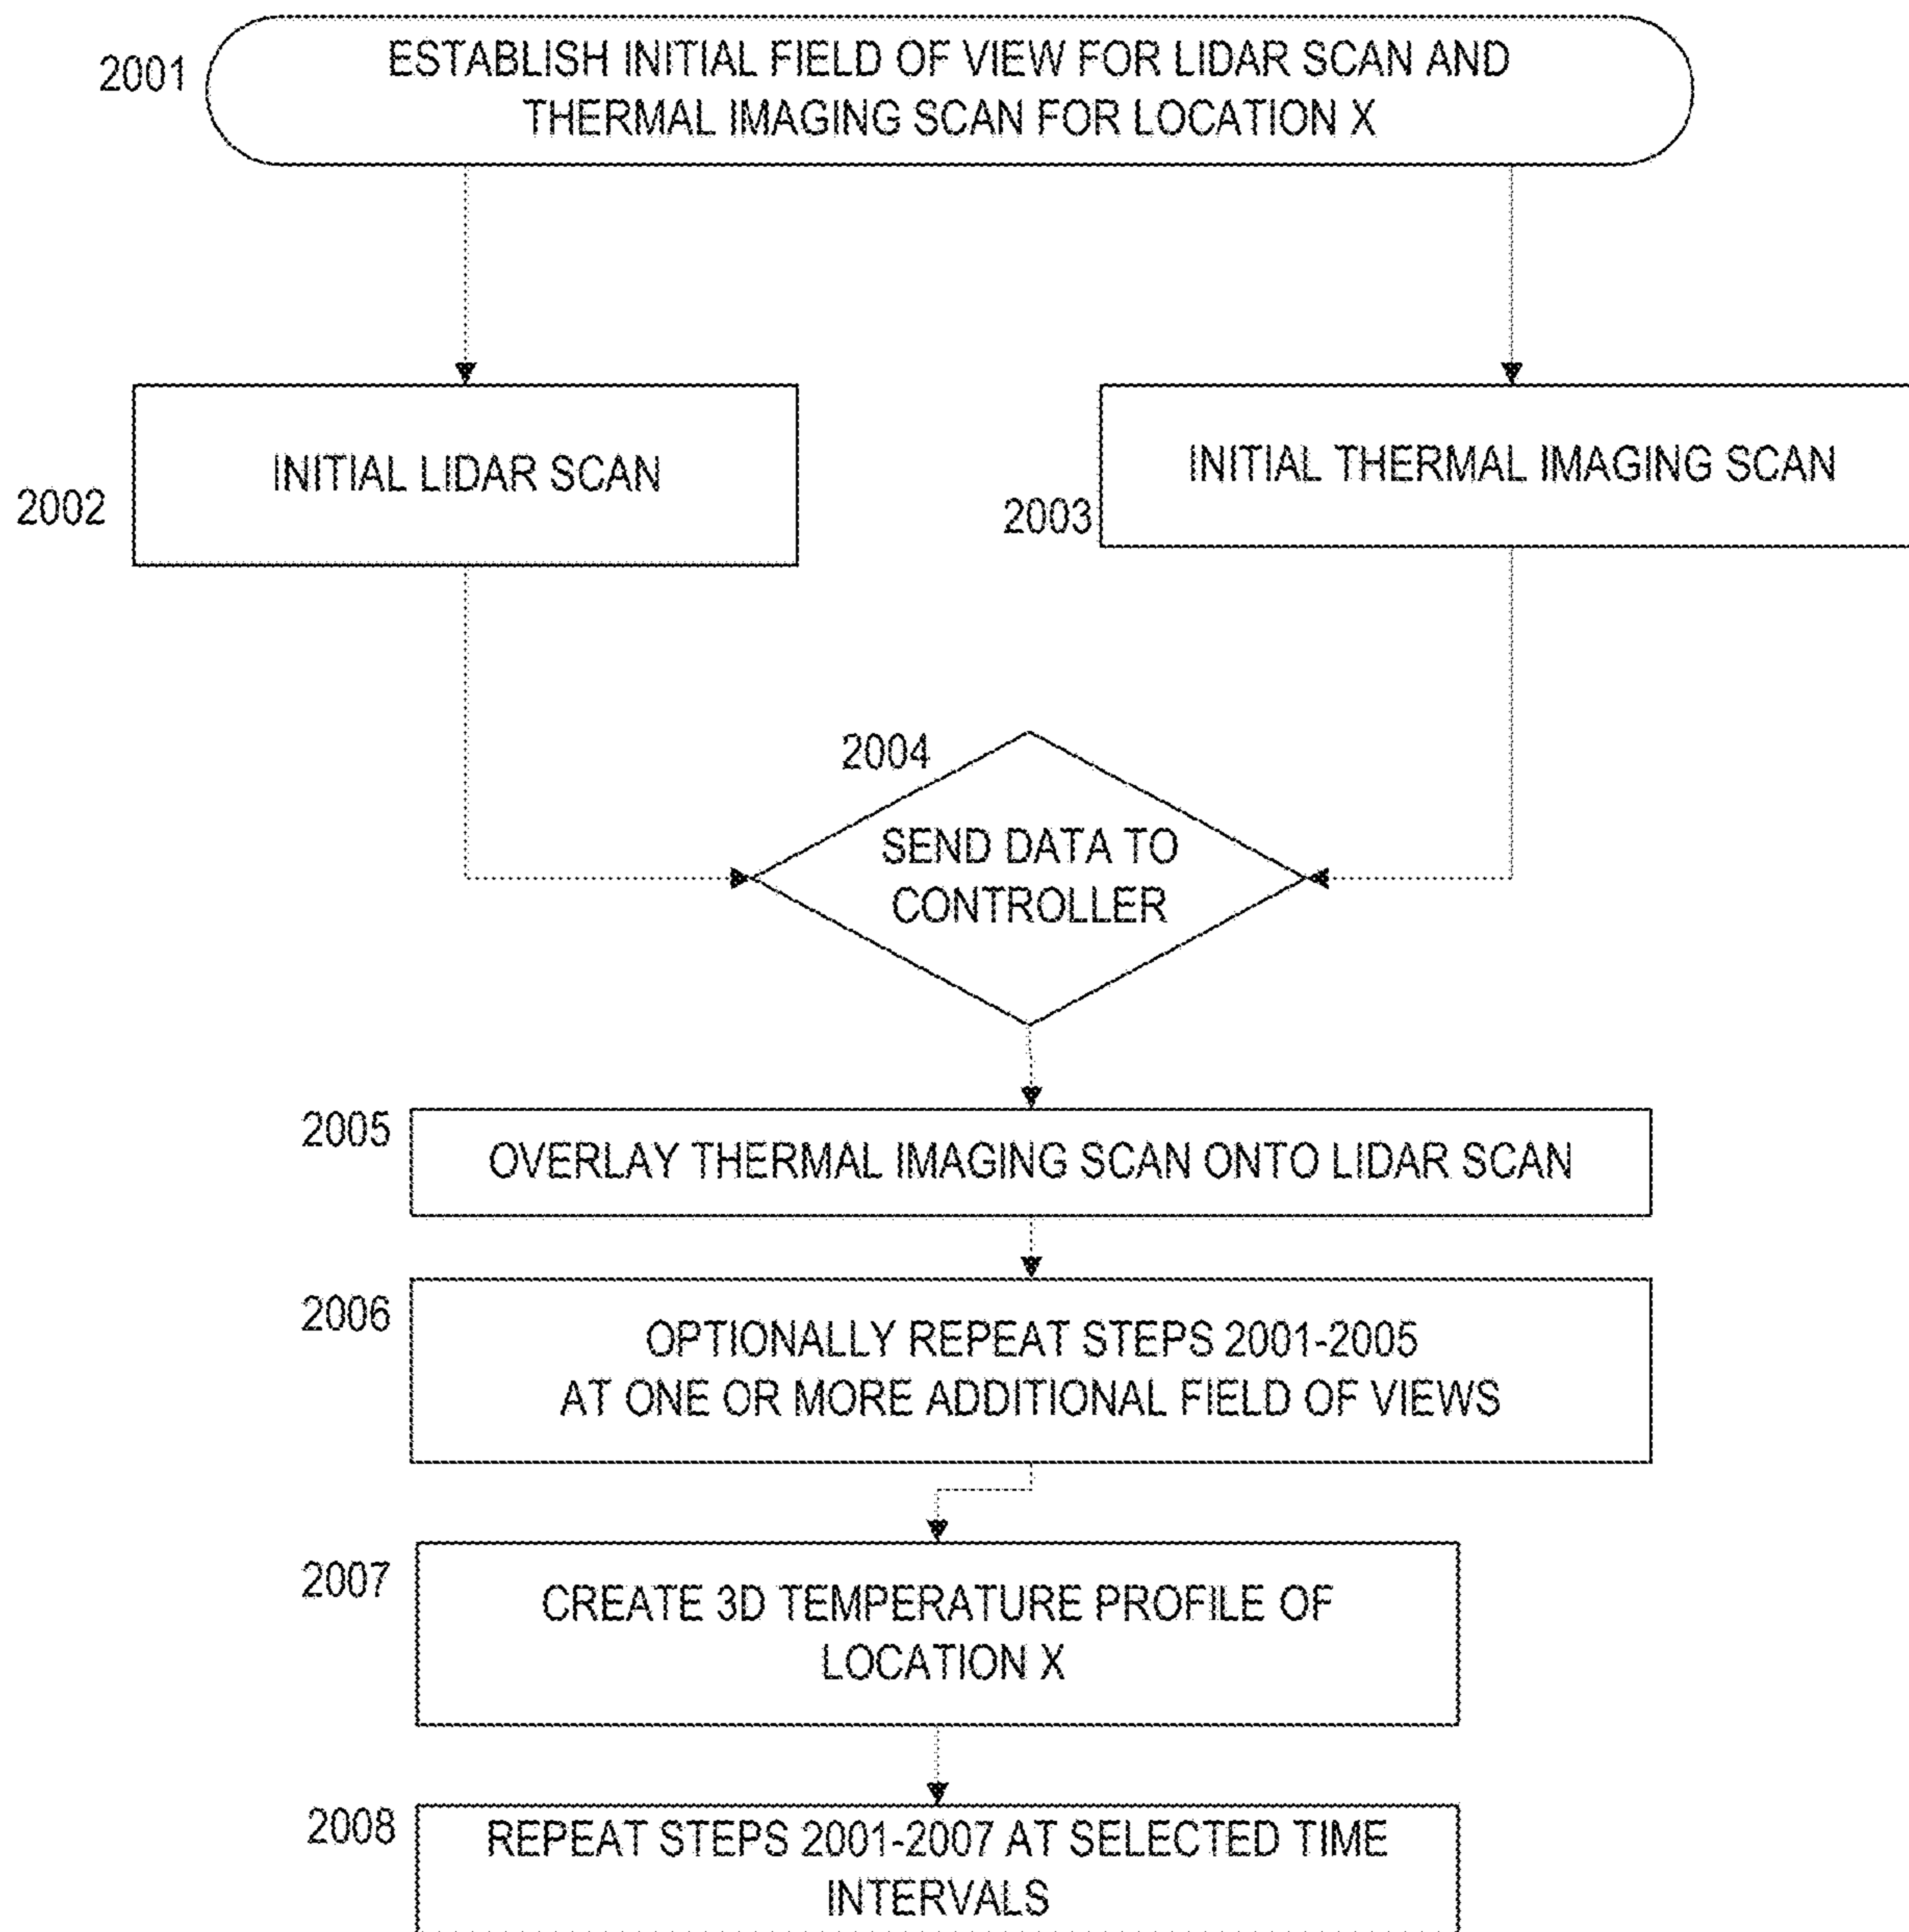 2001
ESTABLISH INITIAL FIELD OF VIEW FOR LIDAR SCAN AND
THERMAL IMAGING SCAN FOR LOCATION X
INITIAL LIDAR SCAN
2002
INITIAL THERMAL IMAGING SCAN
2003
2004
SEND DATA TO
CONTROLLER
2005
OVERLAY THERMAL IMAGING SCAN ONTO LIDAR SCAN
2006
OPTIONALLY REPEAT STEPS 2001-2005
AT ONE OR MORE ADDITIONAL FIELD OF VIEWS
2007
CREATE 3D TEMPERATURE PROFILE OF
LOCATION X
2008
REPEAT STEPS 2001-2007 AT SELECTED TIME
INTERVALS